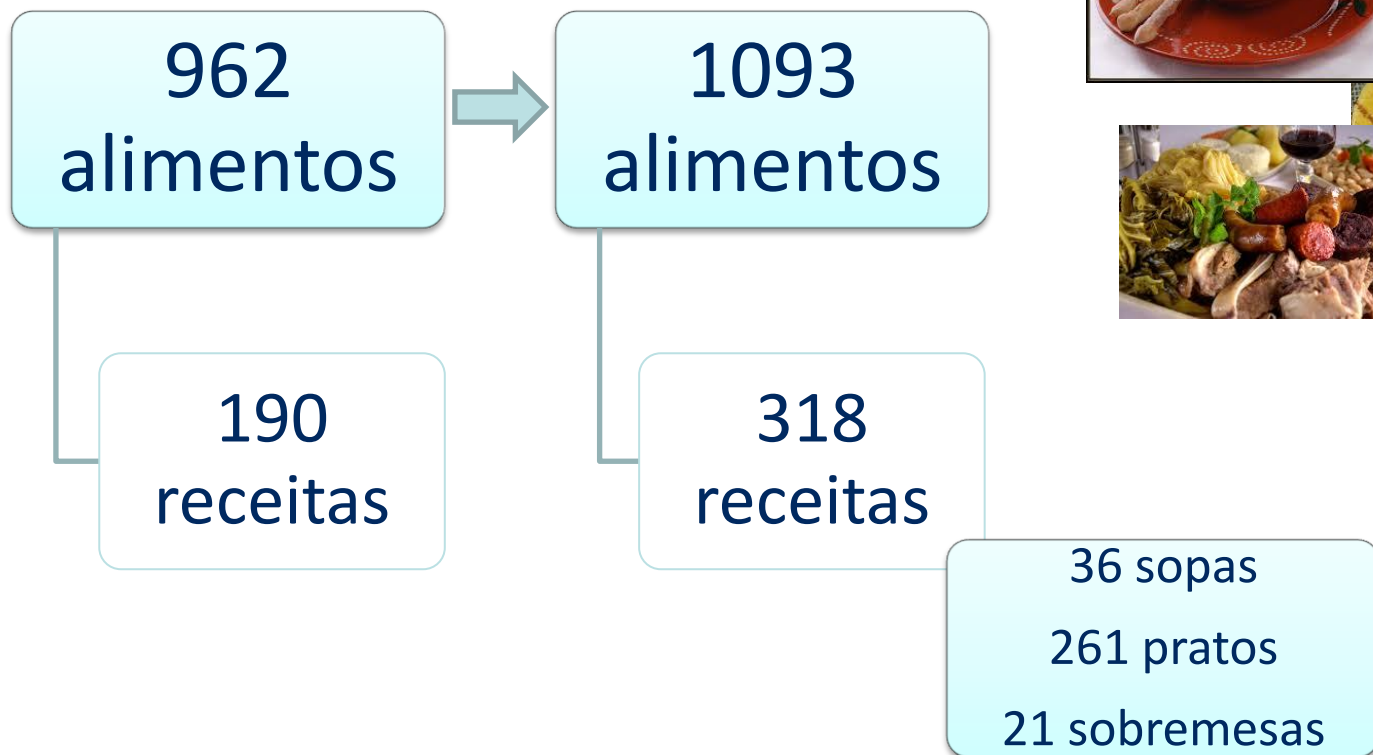 962
alimentos
1093
alimentos
190
receitas
318
receitas
36 sopas
261 pratos
21 sobremesas